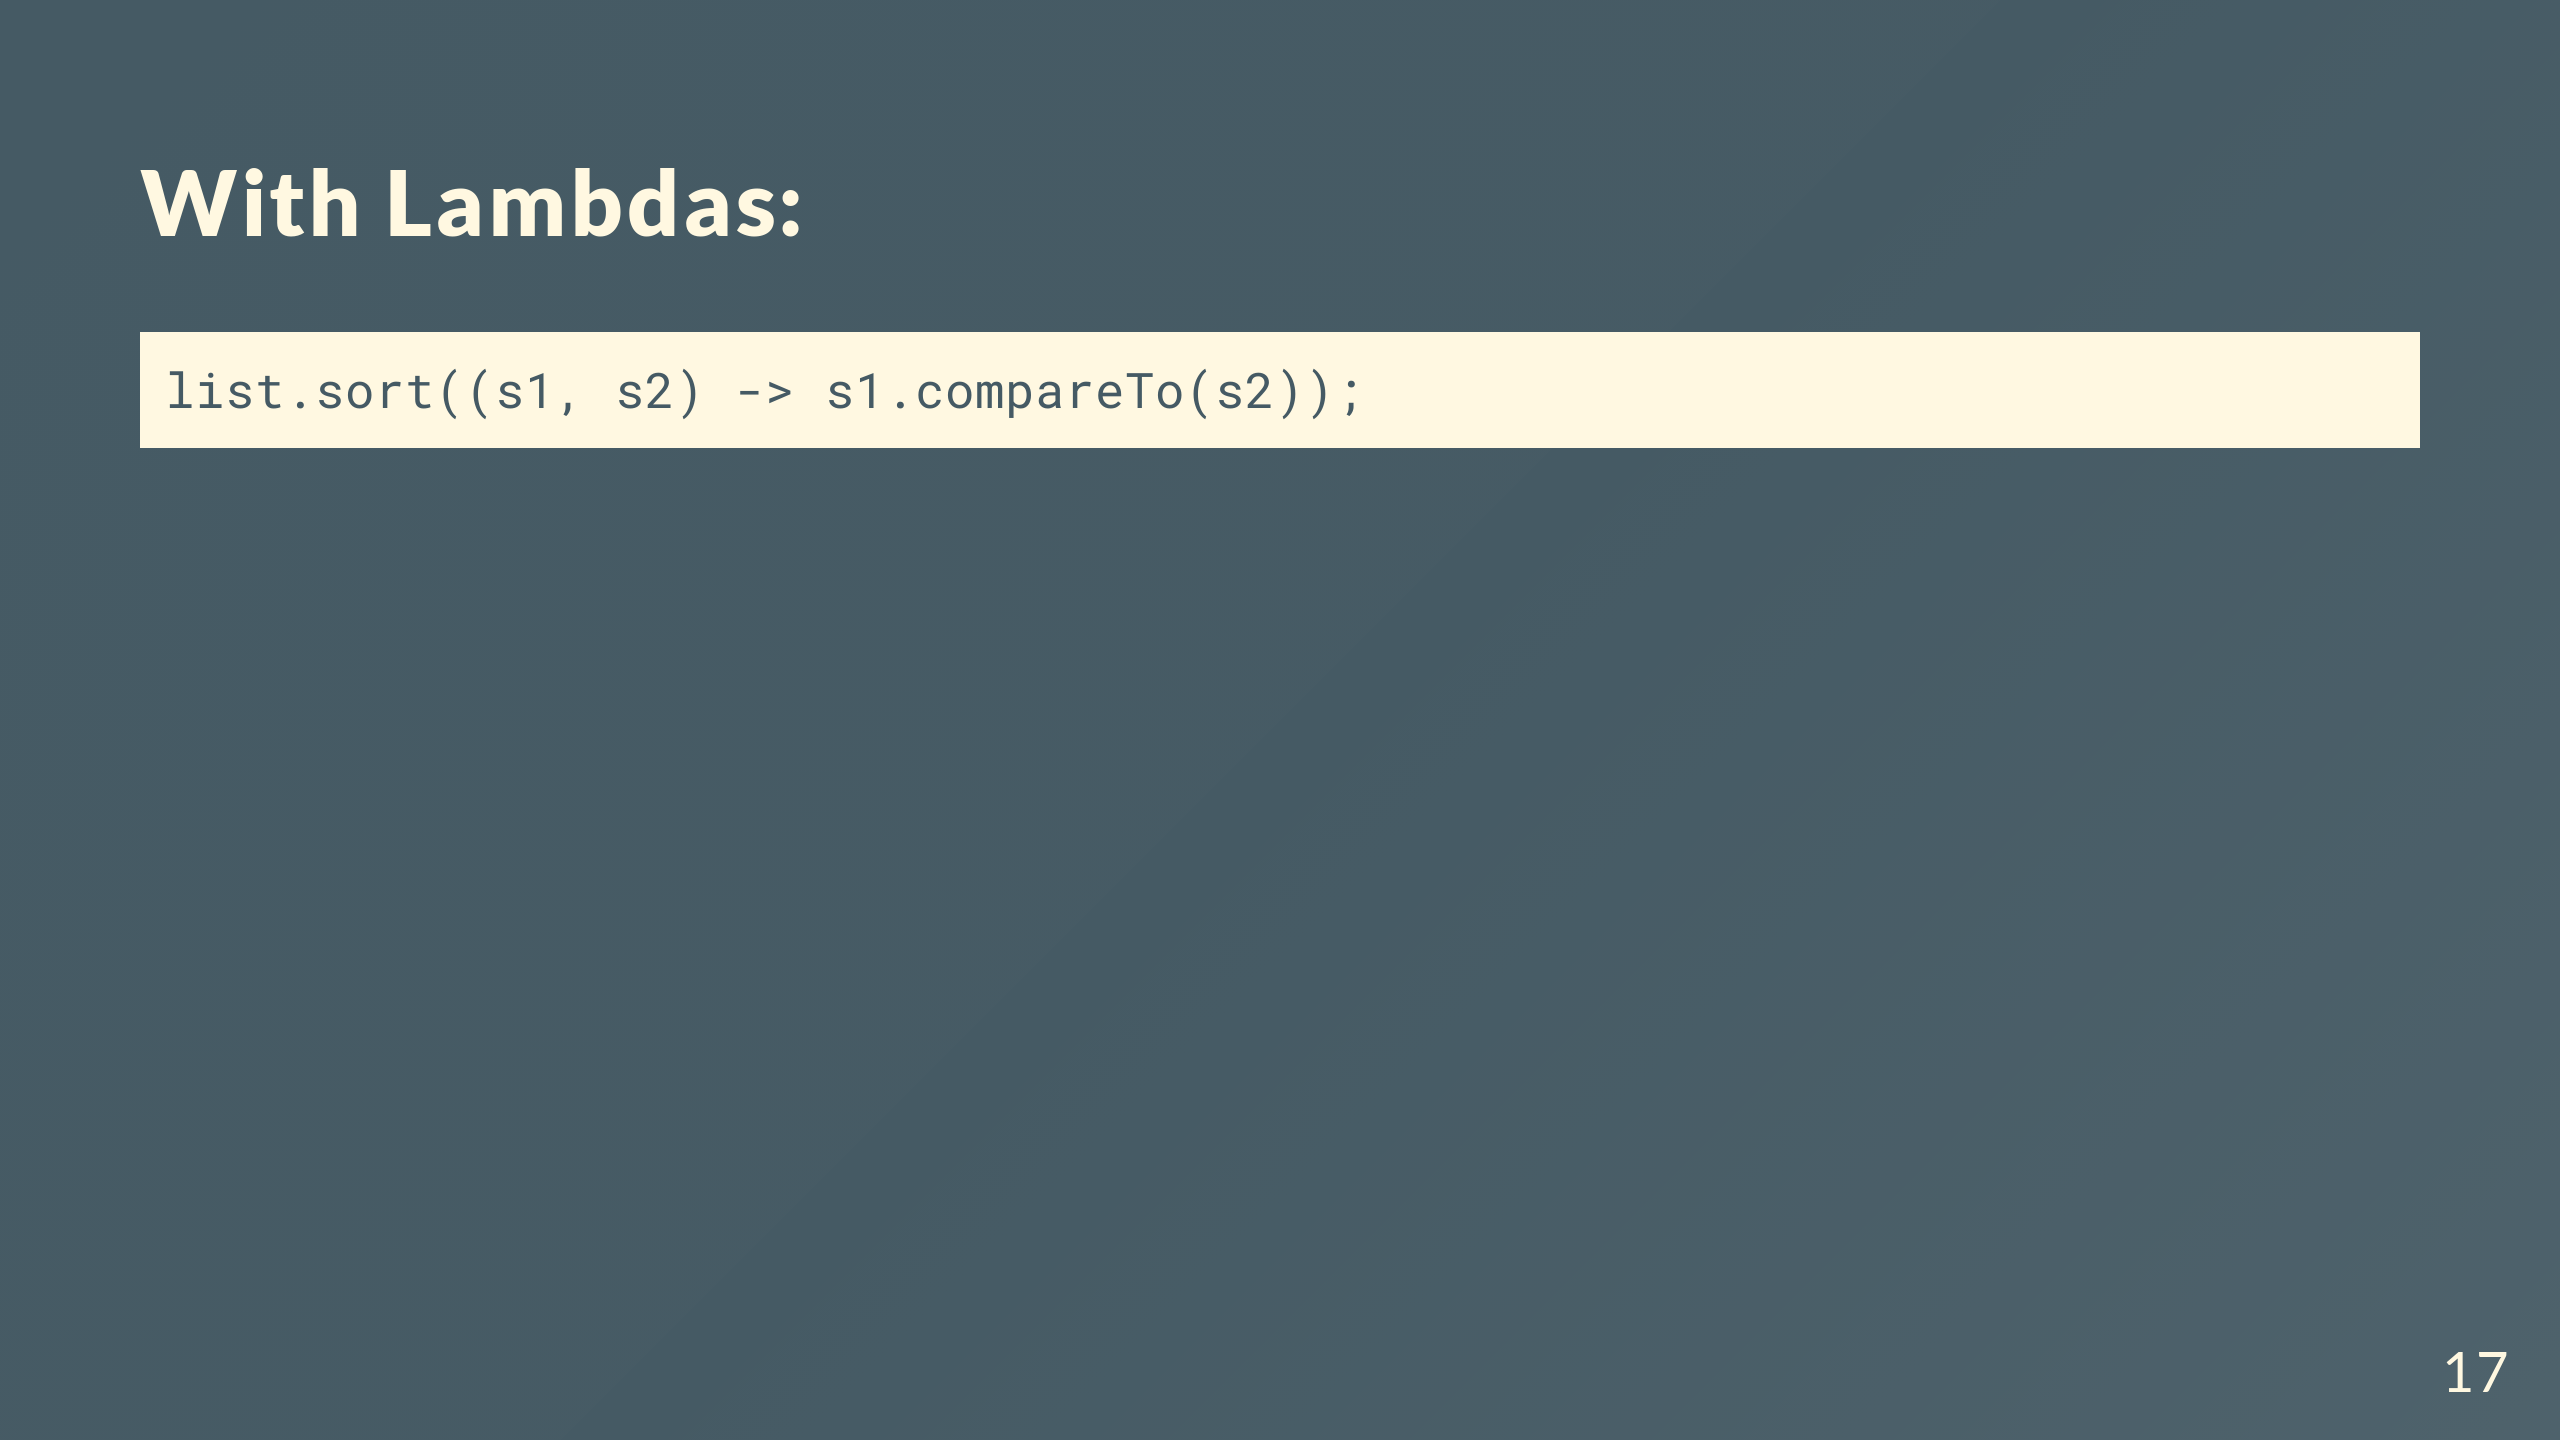 With Lambdas:
list.sort((s1, s2) -> s1.compareTo(s2));
17